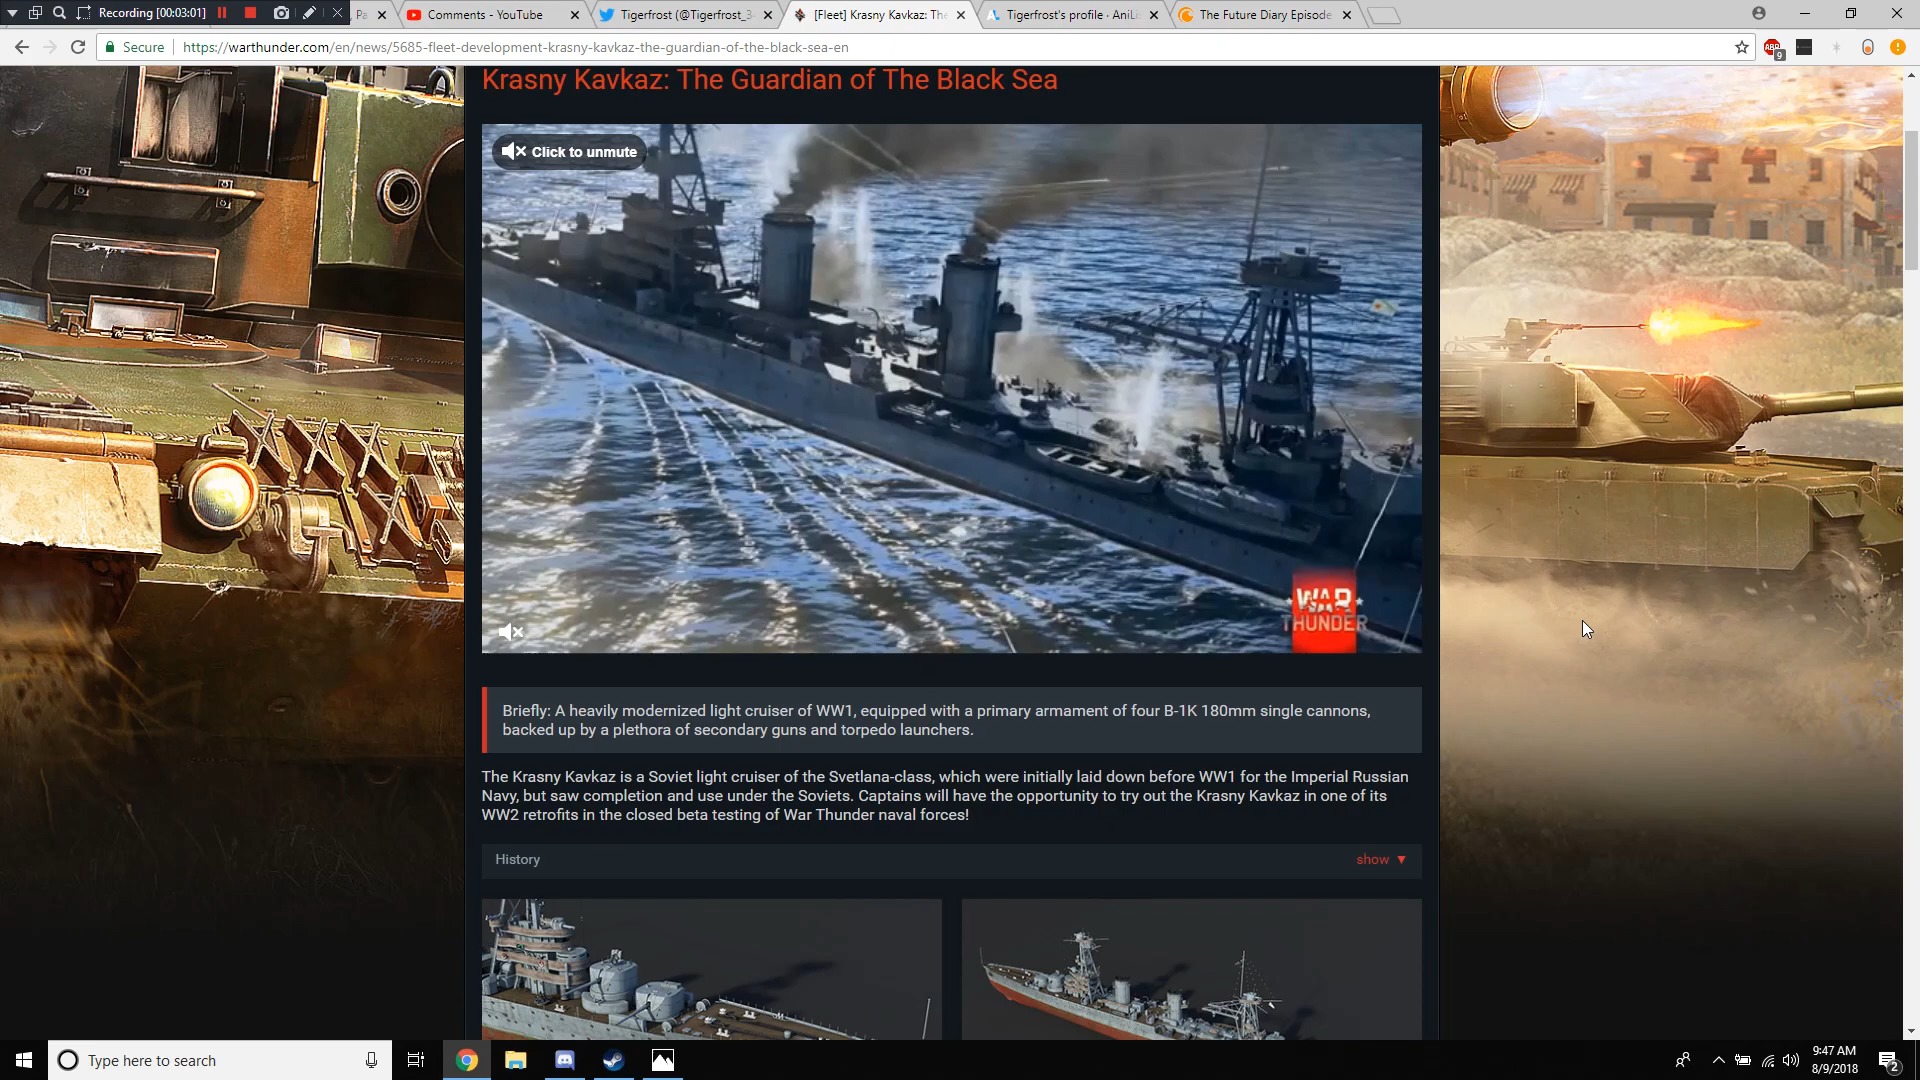 Recording [00:03:01]
Comments - YouTube
Tigerfrost (@Tigerfrost_3
[Fleet] Krasny Kavkaz: The
Tigerfrost's profile · AniLi
The Future Diary Episode
Secure
https://warthunder.com/en/news/5685-fleet-development-krasny-kavkaz-the-guardian-of-the-black-sea-en
ABP
9
Krasny Kavkaz: The Guardian of The Black Sea
Click to unmute
WAR
THUNDER
Briefly: A heavily modernized light cruiser of WW1, equipped with a primary armament of four B-1K 180mm single cannons,
backed up by a plethora of secondary guns and torpedo launchers.
The Krasny Kavkaz is a Soviet light cruiser of the Svetlana-class, which were initially laid down before WW1 for the Imperial Russian
Navy, but saw completion and use under the Soviets. Captains will have the opportunity to try out the Krasny Kavkaz in one of its
WW2 retrofits in the closed beta testing of War Thunder naval forces!
History
show ▼
Type here to search
9:47 AM
8/9/2018
2